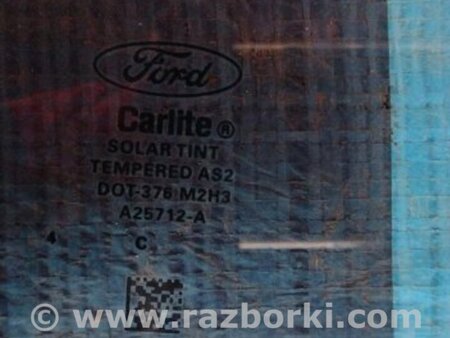 Ford
Carlite®
SOLAR TINT
TEMPERED AS2
DOT-376 M2H3
A25712-A
4 C
© www.razborki.com